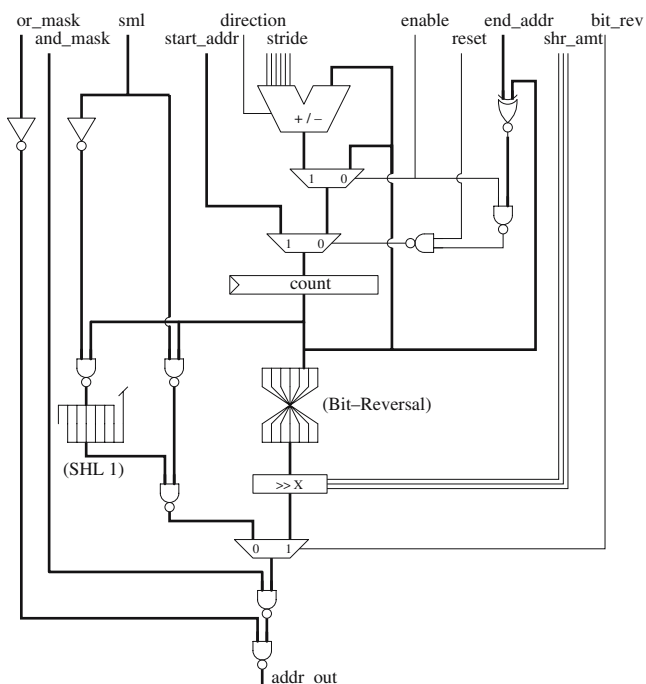 or_mask sml direction enable end_addr bit_rev
and_mask start_addr stride reset shr_amt
+ / −
1 0
1 0
count
(Bit–Reversal)
(SHL 1)
>> X
0 1
addr_out